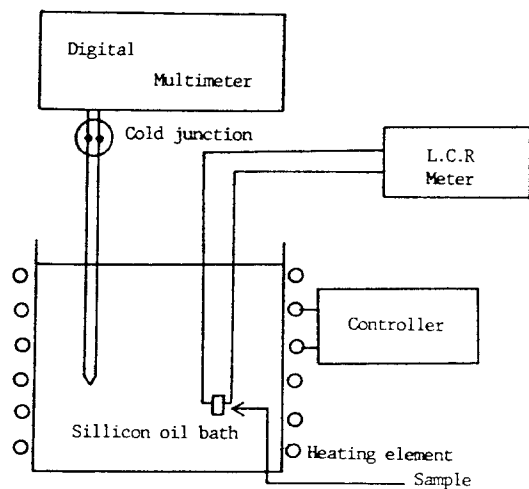 Digital
Multimeter
Cold junction
L.C.R
Meter
Controller
Sillicon oil bath
Heating element
Sample